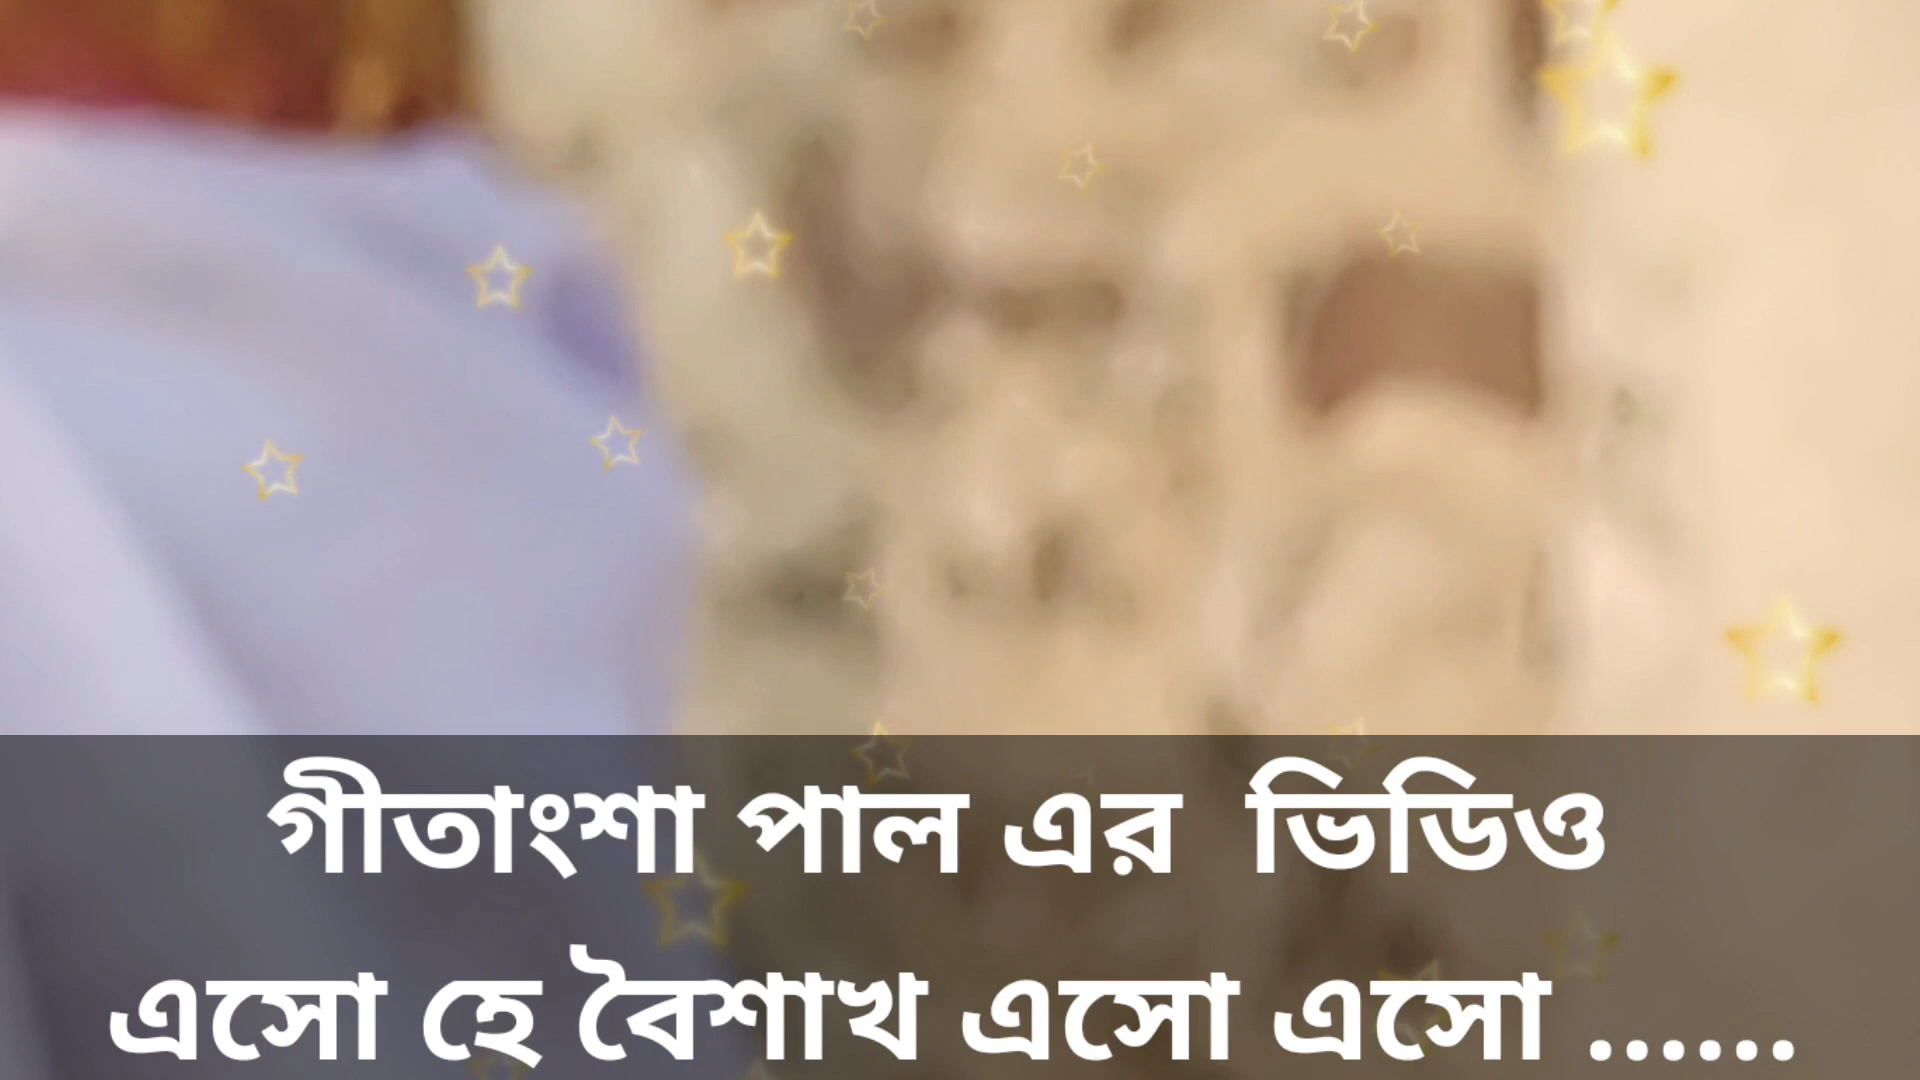 গীতাংশা পাল এর ভিডিও
এসো হে বৈশাখ এসো এসো ......